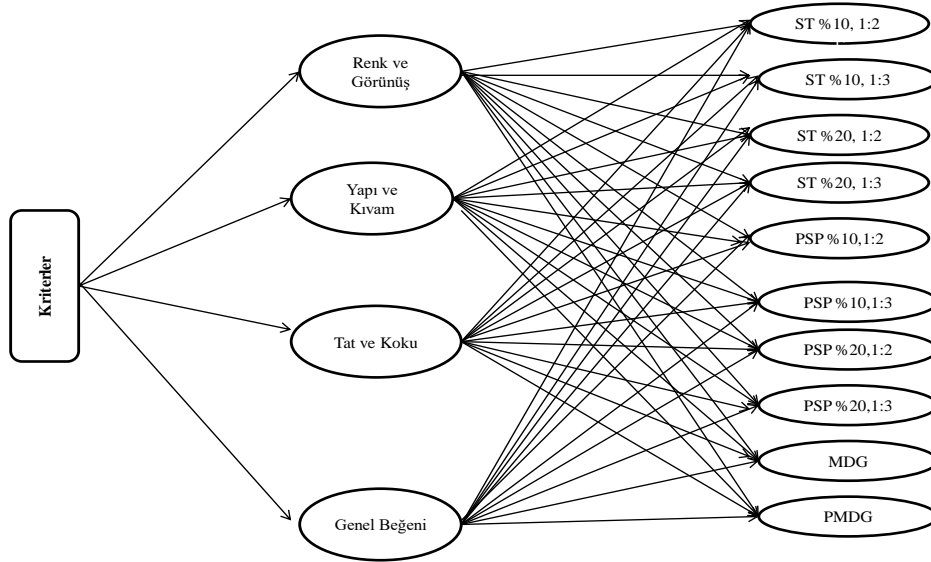 Kriterler
Renk ve
Görünüş
Yapı ve
Kıvam
Tat ve Koku
Genel Beğeni
ST %10, 1:2
ST %10, 1:3
ST %20, 1:2
ST %20, 1:3
PSP %10,1:2
PSP %10,1:3
PSP %20,1:2
PSP %20,1:3
MDG
PMDG